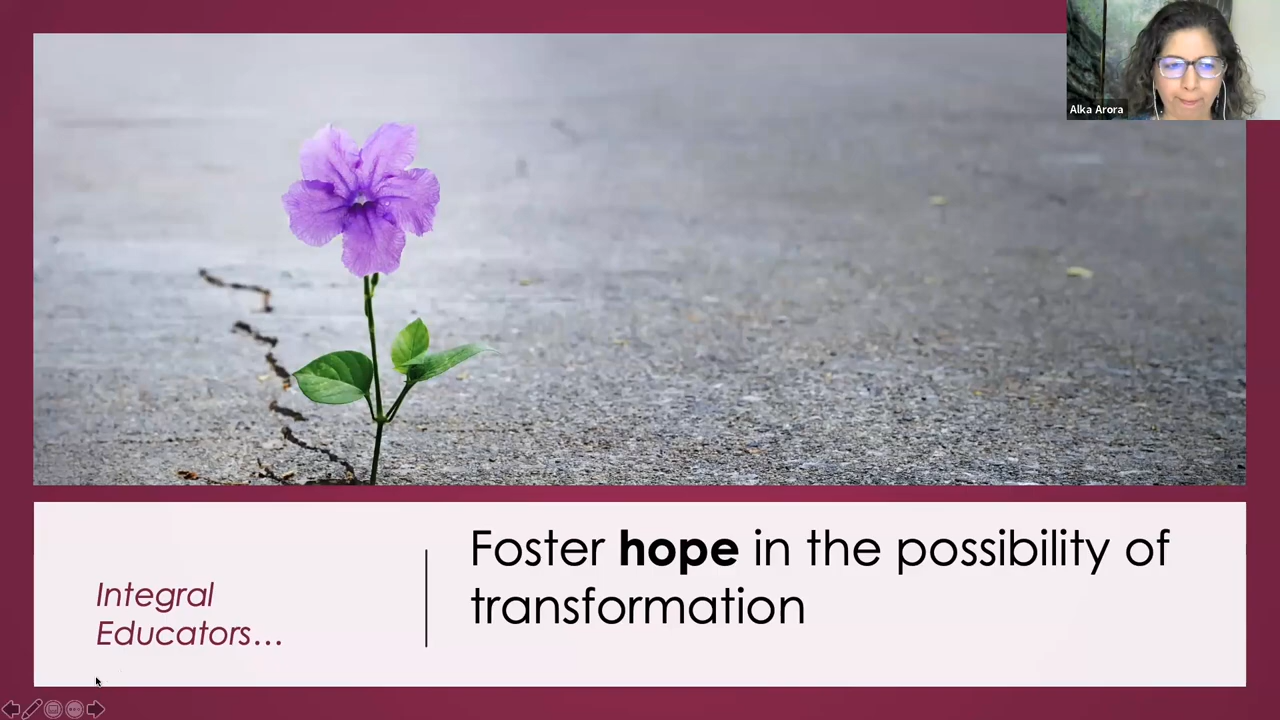 Alka Arora
Foster hope in the possibility of
transformation
Integral
Educators…